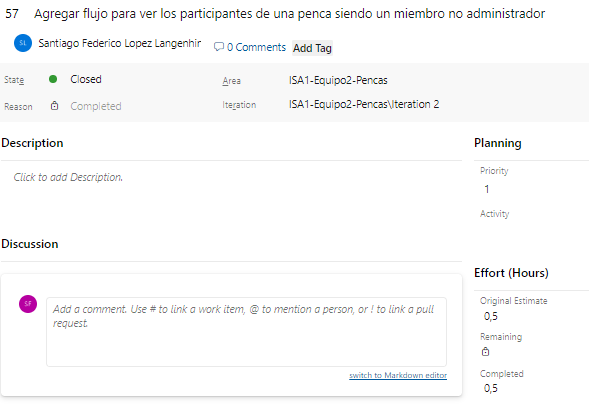 57 Agregar flujo para ver los participantes de una penca siendo un miembro no administrador
SL Santiago Federico Lopez Langenhir 0 Comments Add Tag
State Closed Area ISA1-Equipo2-Pencas
Reason Completed Iteration ISA1-Equipo2-Pencas\Iteration 2
Description
Click to add Description.
Planning
Priority
1
Activity
Discussion
SF
Add a comment. Use # to link a work item, @ to mention a person, or ! to link a pull
request.
switch to Markdown editor
Effort (Hours)
Original Estimate
0,5
Remaining
Completed
0,5